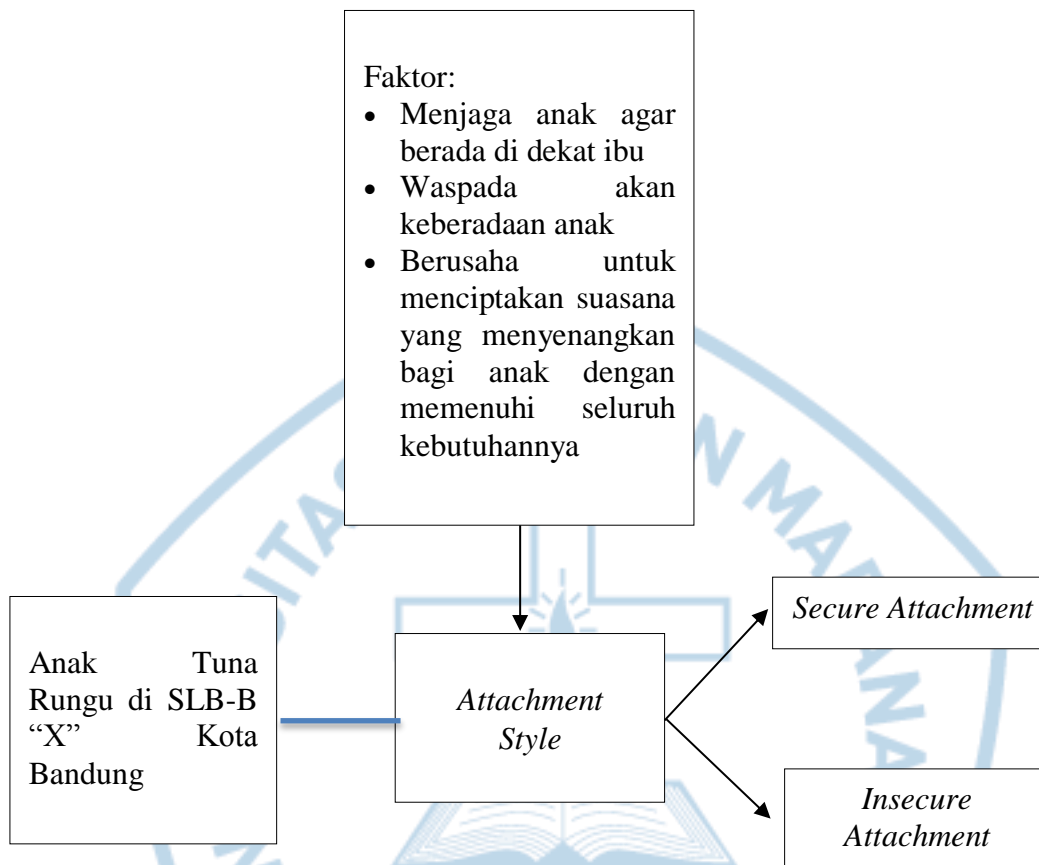 Faktor:
• Menjaga anak agar
berada di dekat ibu
• Waspada akan
keberadaan anak
• Berusaha untuk
menciptakan suasana
yang menyenangkan
bagi anak dengan
memenuhi seluruh
kebutuhannya
Anak Tuna
Rungu di SLB-B
“X” Kota
Bandung
Attachment
Style
Secure Attachment
Insecure
Attachment